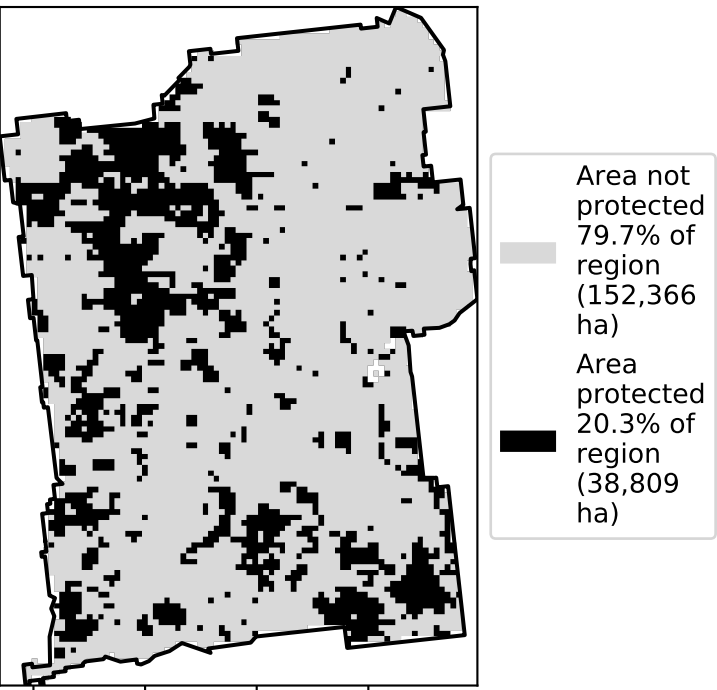 Area not
protected
79.7% of
region
(152,366
ha)
Area
protected
20.3% of
region
(38,809
ha)